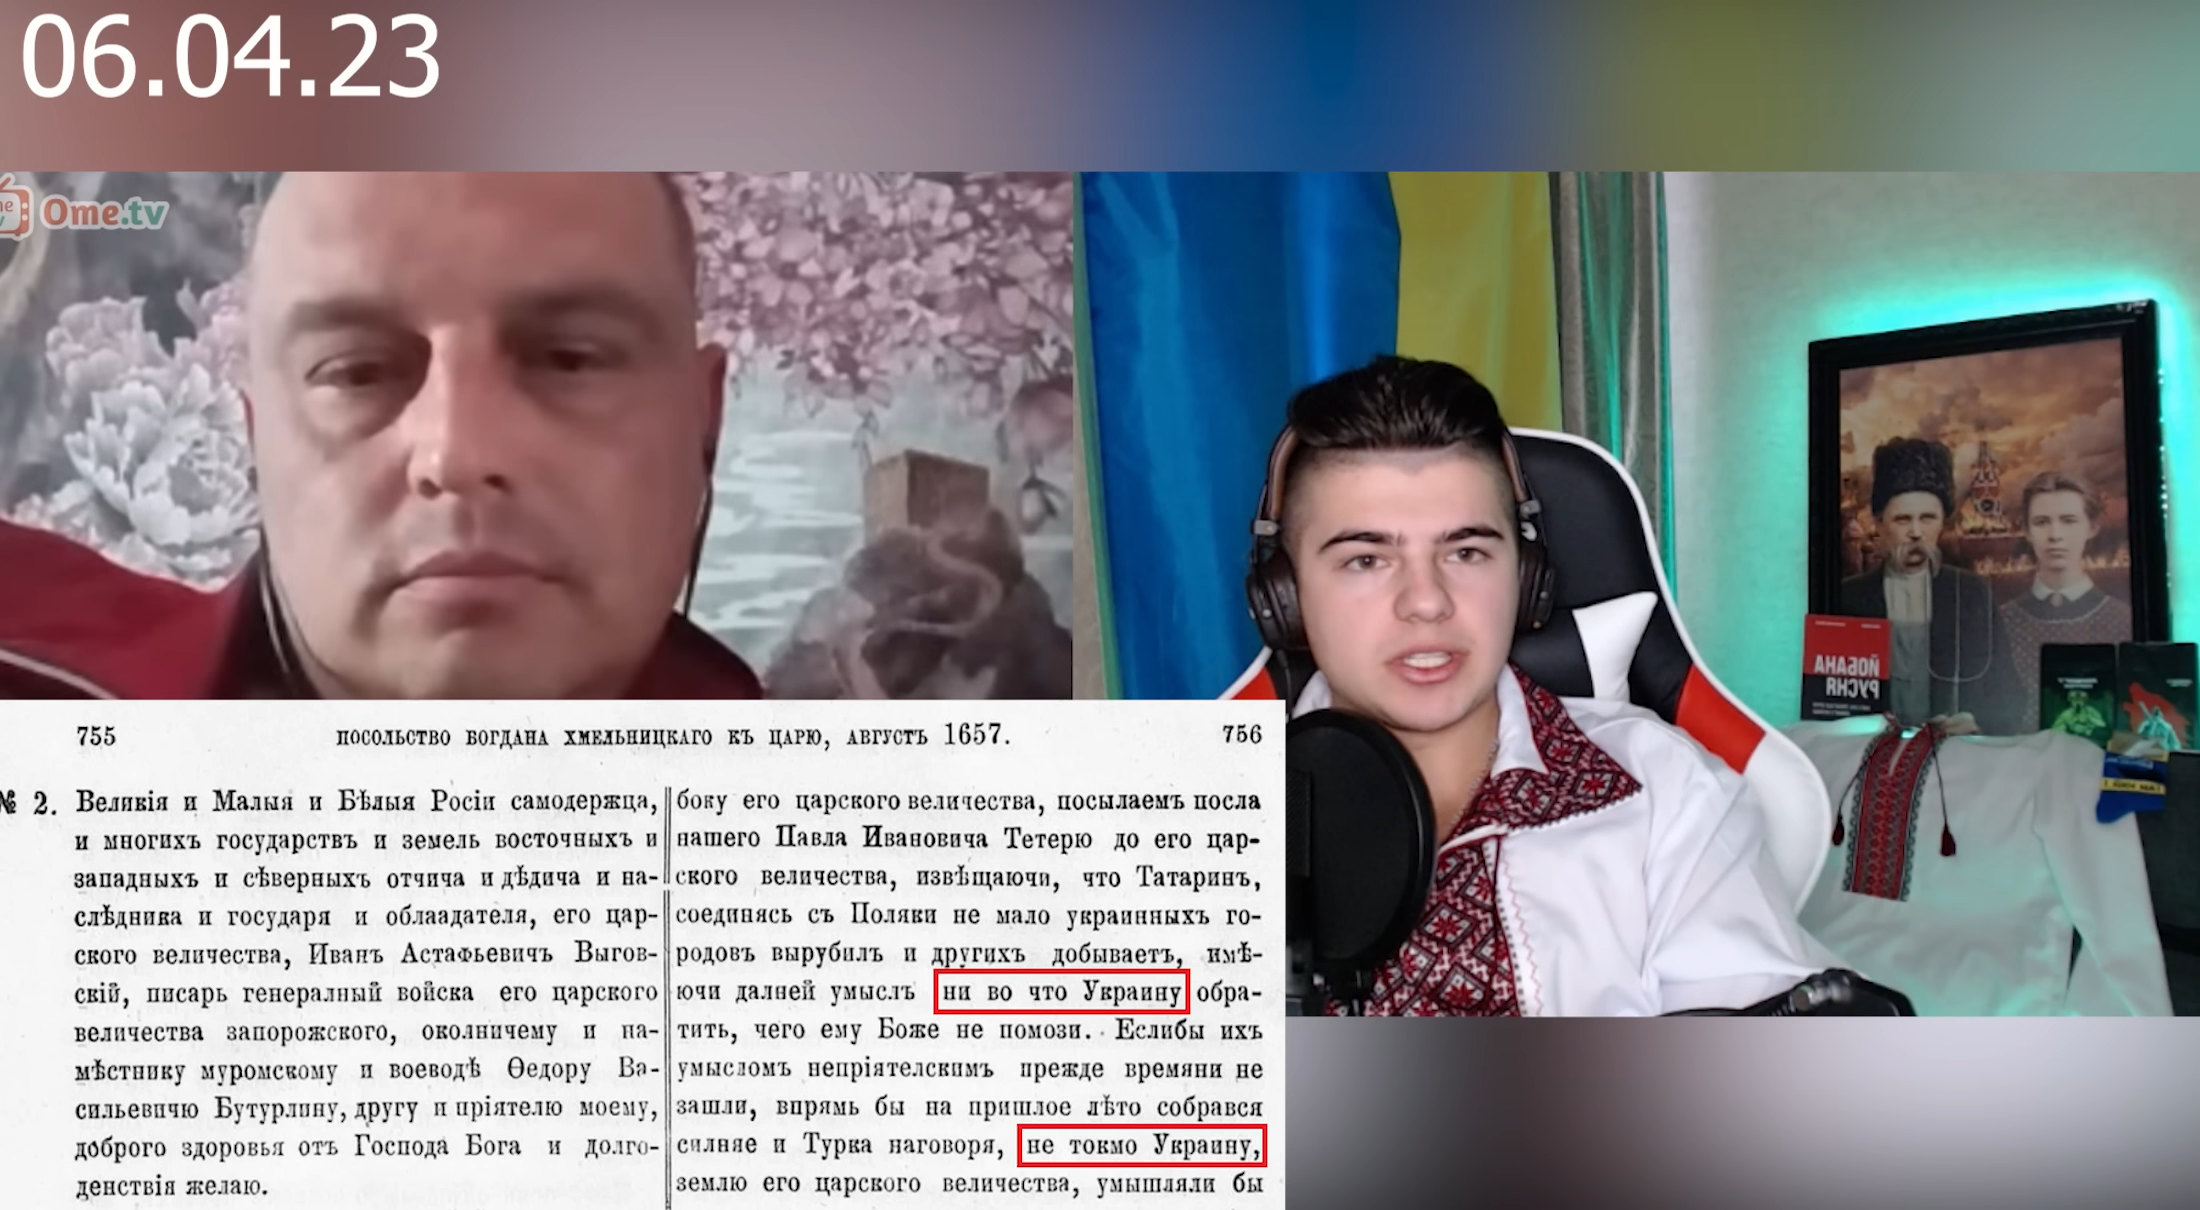 06.04.23
Ome.tv
ЙОБАНА
РУСНЯ
755
ПОСОЛЬСТВО БОГДАНА ХМЕЛЬНИЦКАГО КЪ ЦАРЮ, АВГУСТЪ 1657.
756
№ 2.
Великія и Малыя и Бѣлыя Росіи самодержца,
и многихъ государствъ и земель восточныхъ и
западныхъ и сѣверныхъ отчича и дѣдича и на-
слѣдника и государя и облаадателя, его цар-
ского величества, Иванъ Астафьевичъ Выгов-
скій, писарь генералный войска его царского
величества запорожского, околничему и на-
мѣстнику муромскому и воеводѣ Ѳедору Ва-
сильевичю Бутурлину, другу и пріятелю моему,
доброго здоровья отъ Господа Бога и долго-
денствія желаю.
боку его царского величества, посылаемъ посла
нашего Павла Ивановича Тетерю до его цар-
ского величества, извѣщаючи, что Татаринъ,
соединясь съ Поляки не мало украинныхъ го-
родовъ вырубилъ и другихъ добываетъ, имѣ-
ючи далней умыслъ ни во что Украину обра-
тить, чего ему Боже не помози. Еслибы ихъ
умысломъ непріятелскимъ прежде времяни не
зашли, впрямь бы на пришлое лѣто собрався
силняе и Турка наговоря, не токмо Украину,
землю его царского величества, умышляли бы